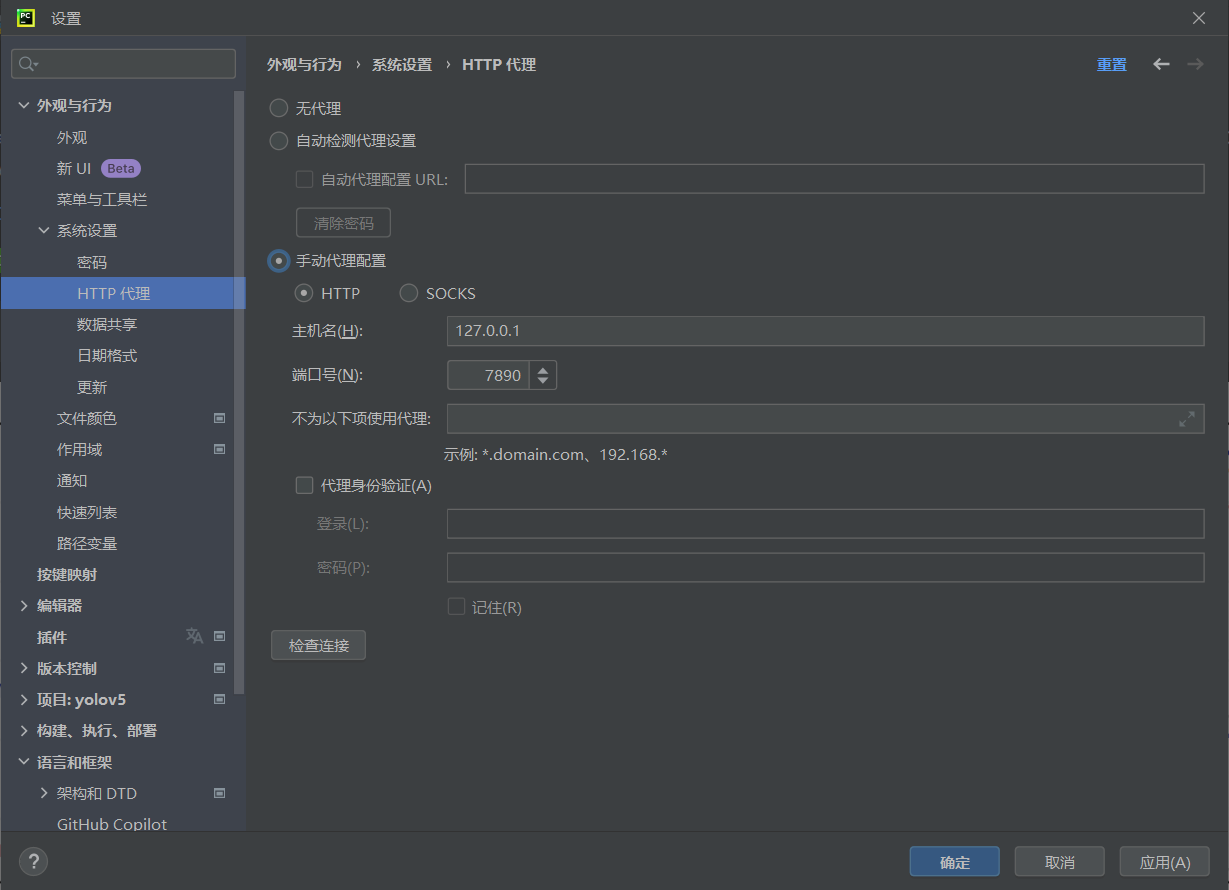 PC
设置
外观与行为 › 系统设置 › HTTP 代理
重置
外观与行为
外观
新 UI Beta
菜单与工具栏
系统设置
密码
HTTP 代理
数据共享
日期格式
更新
文件颜色
作用域
通知
快速列表
路径变量
按键映射
编辑器
插件
版本控制
项目: yolov5
构建、执行、部署
语言和框架
架构和 DTD
GitHub Copilot
无代理
自动检测代理设置
自动代理配置 URL:
清除密码
手动代理配置
HTTP
SOCKS
主机名(H):
127.0.0.1
端口号(N):
7890
不为以下项使用代理:
示例: *.domain.com、192.168.*
代理身份验证(A)
登录(L):
密码(P):
记住(R)
检查连接
?
确定
取消
应用(A)